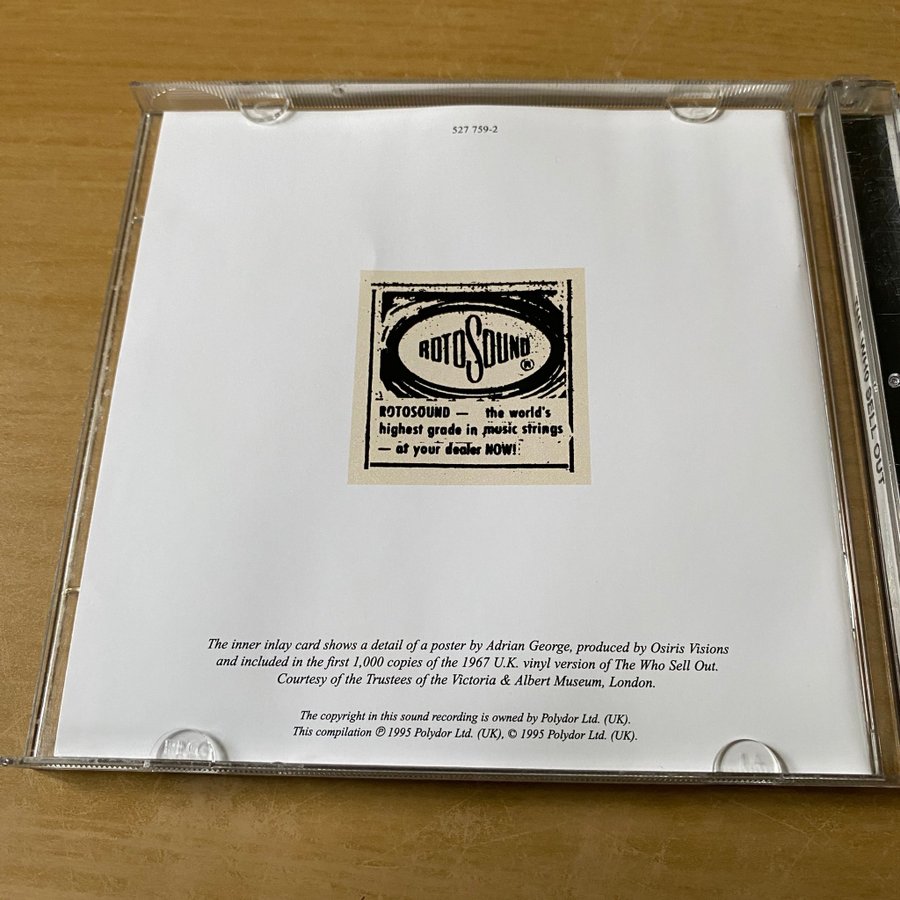 527 759-2
ROTOSOUND ®
ROTOSOUND — the world's
highest grade in music strings
— at your dealer NOW!
The inner inlay card shows a detail of a poster by Adrian George, produced by Osiris Visions
and included in the first 1,000 copies of the 1967 U.K. vinyl version of The Who Sell Out.
Courtesy of the Trustees of the Victoria & Albert Museum, London.
The copyright in this sound recording is owned by Polydor Ltd. (UK).
This compilation ℗ 1995 Polydor Ltd. (UK), © 1995 Polydor Ltd. (UK).
THE WHO SELL OUT